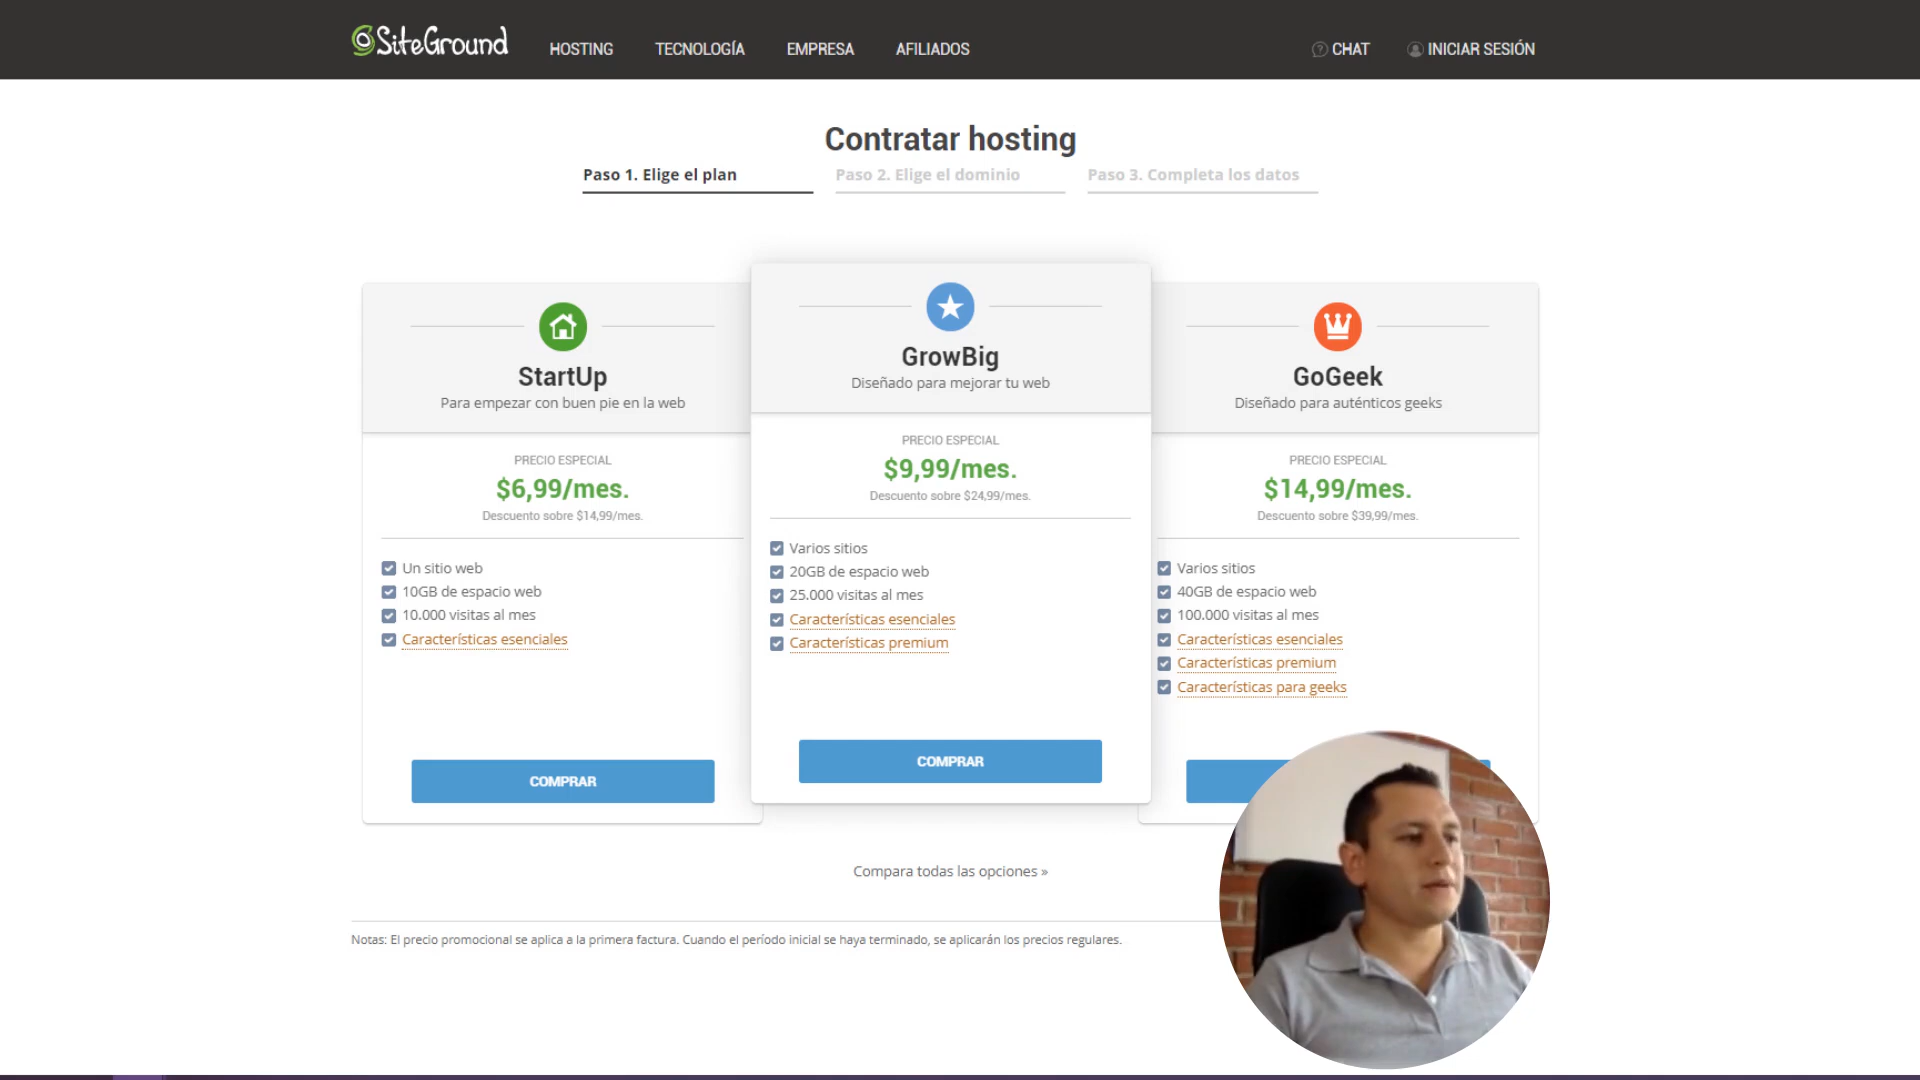 SiteGround
HOSTING
TECNOLOGÍA
EMPRESA
AFILIADOS
CHAT
INICIAR SESIÓN
Contratar hosting
Paso 1. Elige el plan
Paso 2. Elige el dominio
Paso 3. Completa los datos
StartUp
Para empezar con buen pie en la web
PRECIO ESPECIAL
$6,99/mes.
Descuento sobre $14,99/mes.
Un sitio web
10GB de espacio web
10.000 visitas al mes
Características esenciales
COMPRAR
GrowBig
Diseñado para mejorar tu web
PRECIO ESPECIAL
$9,99/mes.
Descuento sobre $24,99/mes.
Varios sitios
20GB de espacio web
25.000 visitas al mes
Características esenciales
Características premium
COMPRAR
GoGeek
Diseñado para auténticos geeks
PRECIO ESPECIAL
$14,99/mes.
Descuento sobre $39,99/mes.
Varios sitios
40GB de espacio web
100.000 visitas al mes
Características esenciales
Características premium
Características para geeks
Compara todas las opciones »
Notas: El precio promocional se aplica a la primera factura. Cuando el período inicial se haya terminado, se aplicarán los precios regulares.